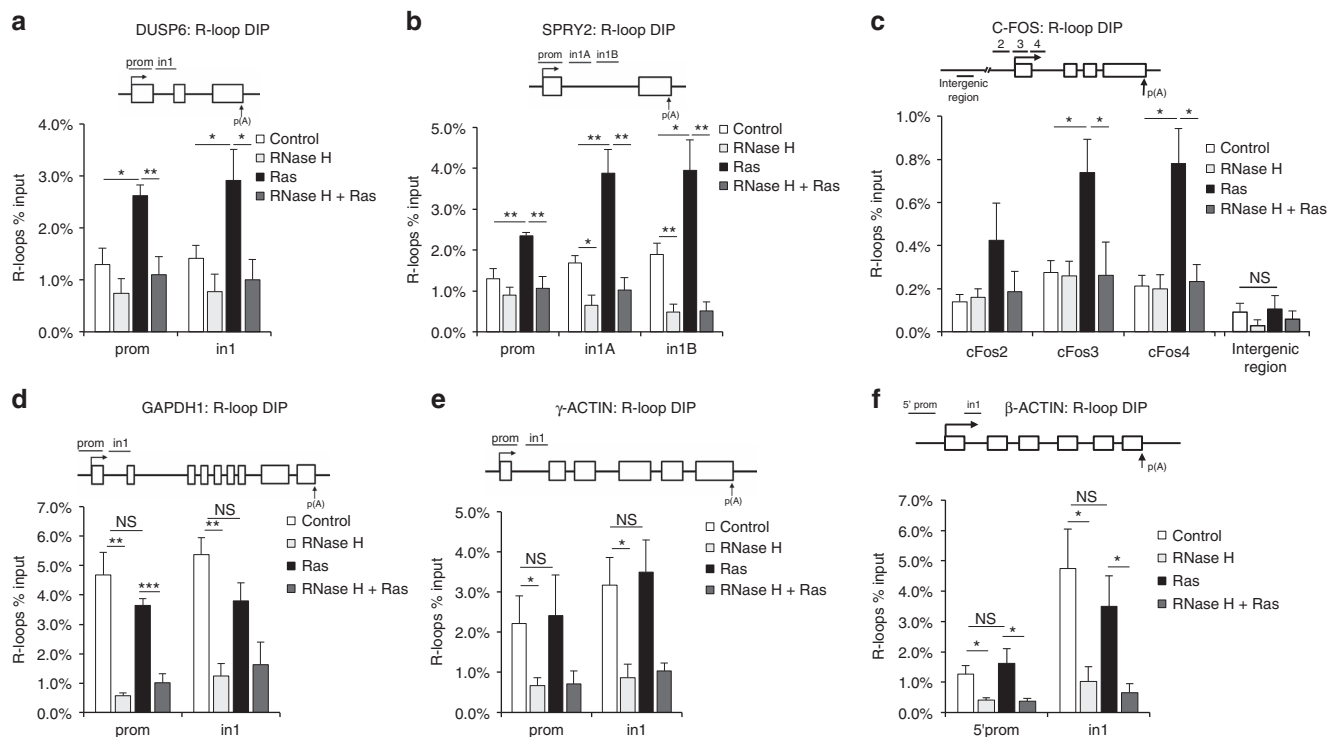 a
DUSP6: R-loop DIP
prom in1
p(A)
4.0%
3.0%
2.0%
1.0%
0.0%
R-loops % input
* **
* *
Control
RNase H
Ras
RNase H + Ras
prom in1
b
SPRY2: R-loop DIP
prom in1A in1B
p(A)
5.0%
4.0%
3.0%
2.0%
1.0%
0.0%
R-loops % input
** **
** **
*
* **
**
Control
RNase H
Ras
RNase H + Ras
prom in1A in1B
c
C-FOS: R-loop DIP
2 3 4
Intergenic
region
p(A)
1.0%
0.8%
0.6%
0.4%
0.2%
0.0%
R-loops % input
* *
* *
NS
Control
RNase H
Ras
RNase H + Ras
cFos2 cFos3 cFos4 Intergenic
region
d
GAPDH1: R-loop DIP
prom in1
p(A)
7.0%
6.0%
5.0%
4.0%
3.0%
2.0%
1.0%
0.0%
R-loops % input
NS
**
***
NS
**
Control
RNase H
Ras
RNase H + Ras
prom in1
e
γ-ACTIN: R-loop DIP
prom in1
p(A)
5.0%
4.0%
3.0%
2.0%
1.0%
0.0%
R-loops % input
NS
*
NS
*
Control
RNase H
Ras
RNase H + Ras
prom in1
f
β-ACTIN: R-loop DIP
5' prom in1
p(A)
7.0%
6.0%
5.0%
4.0%
3.0%
2.0%
1.0%
0.0%
R-loops % input
NS
* *
NS
*
*
Control
RNase H
Ras
RNase H + Ras
5'prom in1